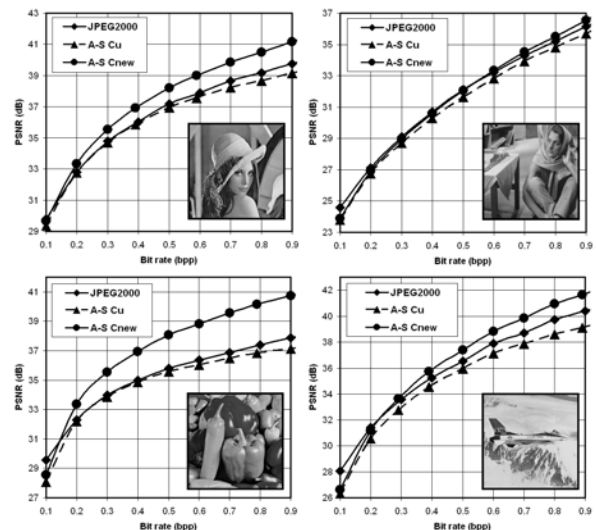 43
41
39
37
35
33
31
29
PSNR (dB)
JPEG2000
A-S Cu
A-S Cnew
0.1 0.2 0.3 0.4 0.5 0.6 0.7 0.8 0.9
Bit rate (bpp)
37
35
33
31
29
27
25
23
PSNR (dB)
JPEG2000
A-S Cu
A-S Cnew
0.1 0.2 0.3 0.4 0.5 0.6 0.7 0.8 0.9
Bit rate (bpp)
41
39
37
35
33
31
29
27
PSNR (dB)
JPEG2000
A-S Cu
A-S Cnew
0.1 0.2 0.3 0.4 0.5 0.6 0.7 0.8 0.9
Bit rate (bpp)
42
40
38
36
34
32
30
28
26
PSNR (dB)
JPEG2000
A-S Cu
A-S Cnew
0.1 0.2 0.3 0.4 0.5 0.6 0.7 0.8 0.9
Bit rate (bpp)